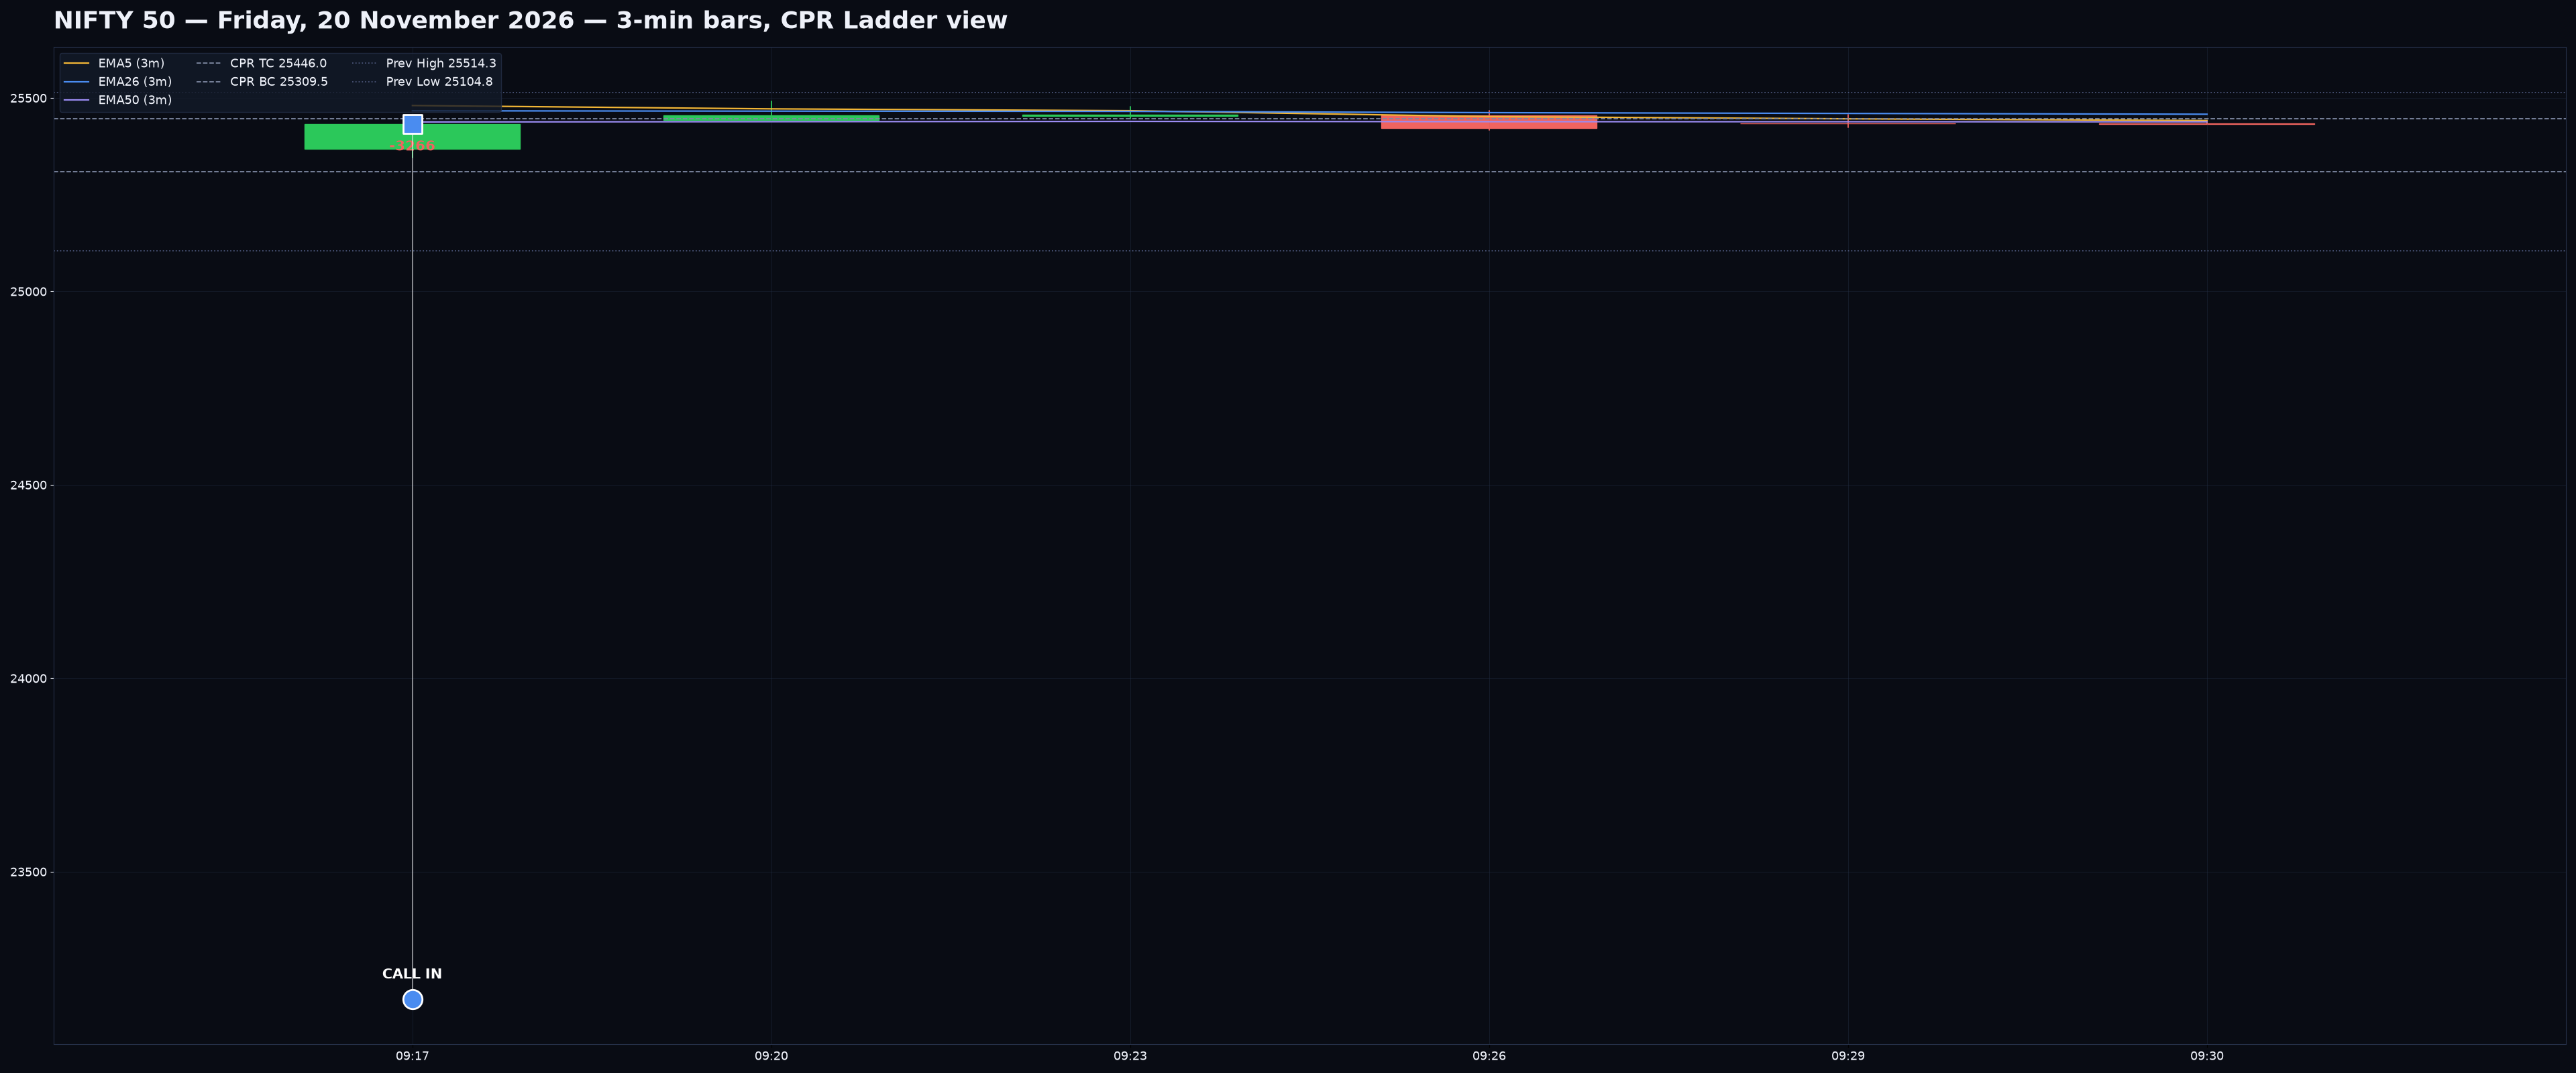 NIFTY 50 — Friday, 20 November 2026 — 3-min bars, CPR Ladder view
EMA5 (3m)
EMA26 (3m)
EMA50 (3m)
CPR TC 25446.0
CPR BC 25309.5
Prev High 25514.3
Prev Low 25104.8
25500
25000
24500
24000
23500
CALL IN
09:17
09:20
09:23
09:26
09:29
09:30